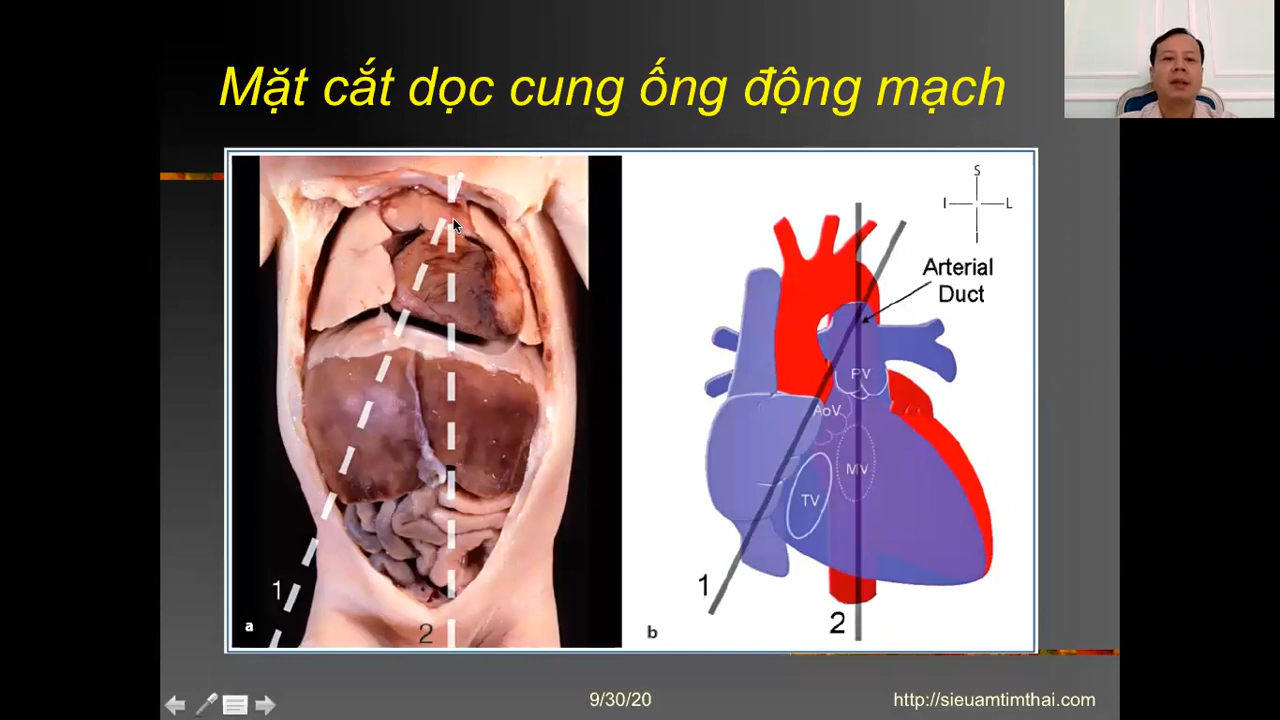 Mặt cắt dọc cung ống động mạch
S
I
L
I
Arterial
Duct
PV
AoV
MV
TV
1
2
a
1
2
b
9/30/20
http://sieuamtimthai.com